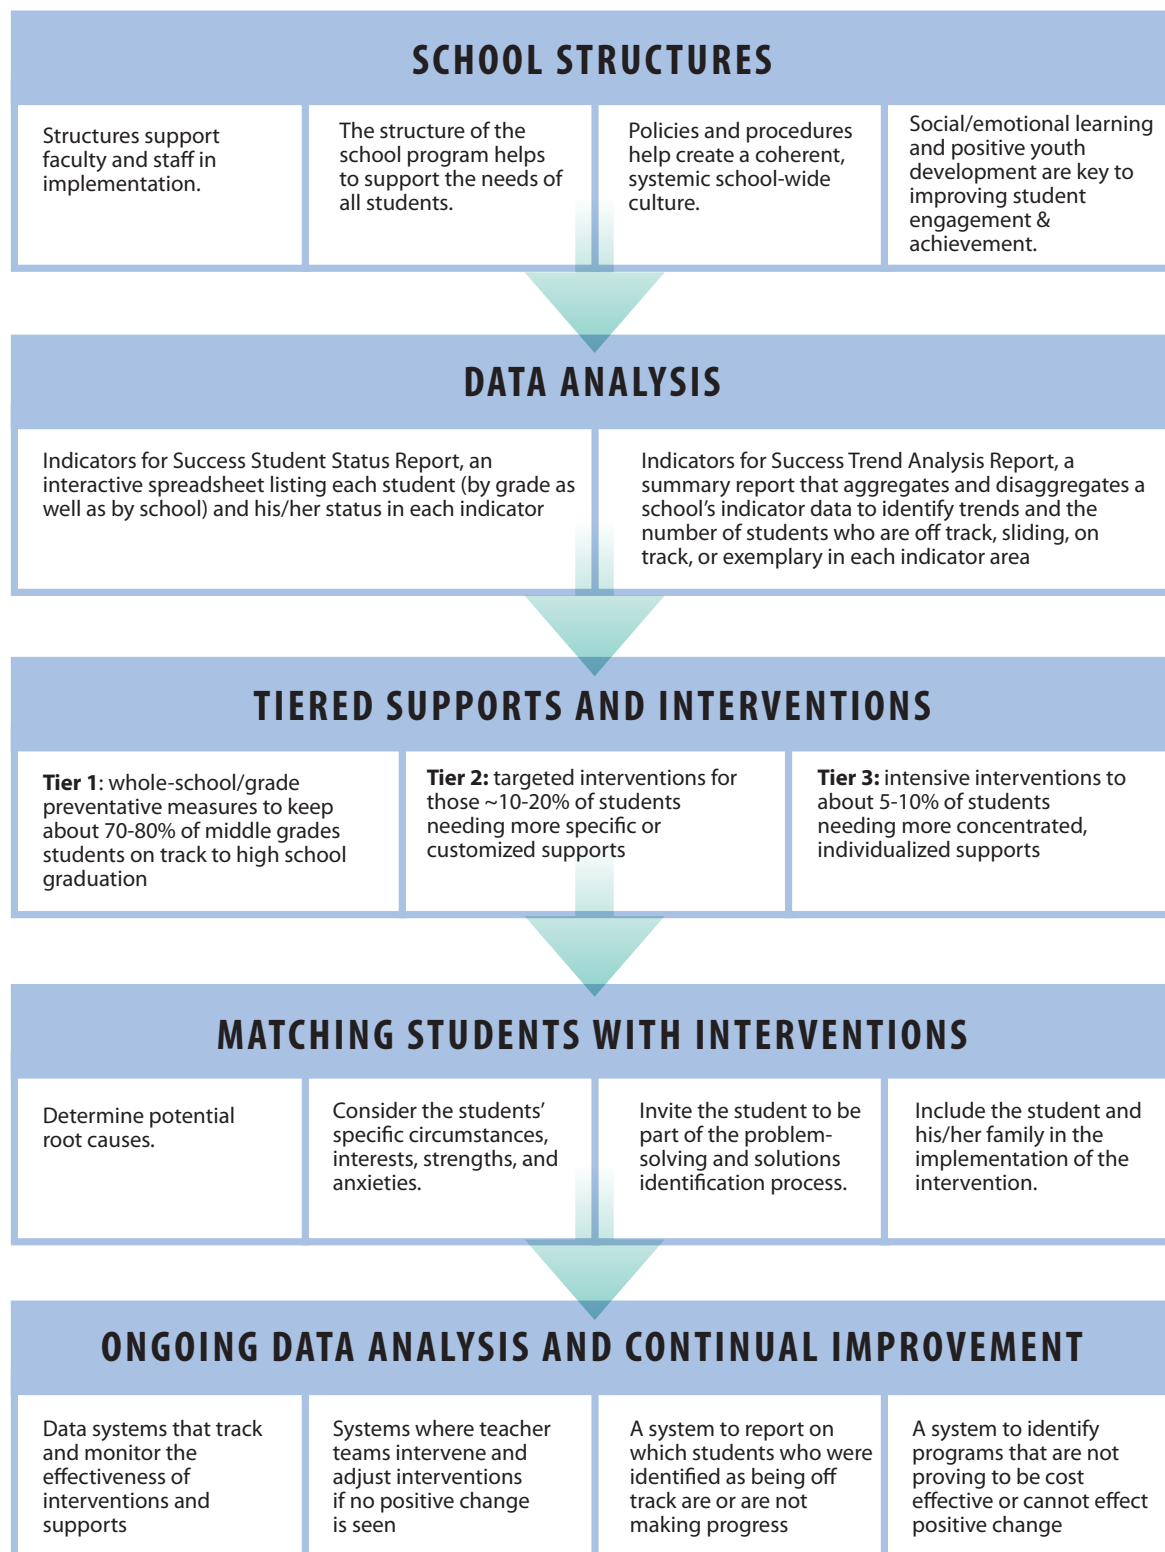 SCHOOL STRUCTURES
Structures support
faculty and staff in
implementation.
The structure of the
school program helps
to support the needs of
all students.
Policies and procedures
help create a coherent,
systemic school-wide
culture.
Social/emotional learning
and positive youth
development are key to
improving student
engagement &
achievement.
DATA ANALYSIS
Indicators for Success Student Status Report, an
interactive spreadsheet listing each student (by grade as
well as by school) and his/her status in each indicator
Indicators for Success Trend Analysis Report, a
summary report that aggregates and disaggregates a
school's indicator data to identify trends and the
number of students who are off track, sliding, on
track, or exemplary in each indicator area
TIERED SUPPORTS AND INTERVENTIONS
Tier 1: whole-school/grade
preventative measures to keep
about 70-80% of middle grades
students on track to high school
graduation
Tier 2: targeted interventions for
those ~10-20% of students
needing more specific or
customized supports
Tier 3: intensive interventions to
about 5-10% of students
needing more concentrated,
individualized supports
MATCHING STUDENTS WITH INTERVENTIONS
Determine potential
root causes.
Consider the students'
specific circumstances,
interests, strengths, and
anxieties.
Invite the student to be
part of the problem-
solving and solutions
identification process.
Include the student and
his/her family in the
implementation of the
intervention.
ONGOING DATA ANALYSIS AND CONTINUAL IMPROVEMENT
Data systems that track
and monitor the
effectiveness of
interventions and
supports
Systems where teacher
teams intervene and
adjust interventions
if no positive change
is seen
A system to report on
which students who were
identified as being off
track are or are not
making progress
A system to identify
programs that are not
proving to be cost
effective or cannot effect
positive change